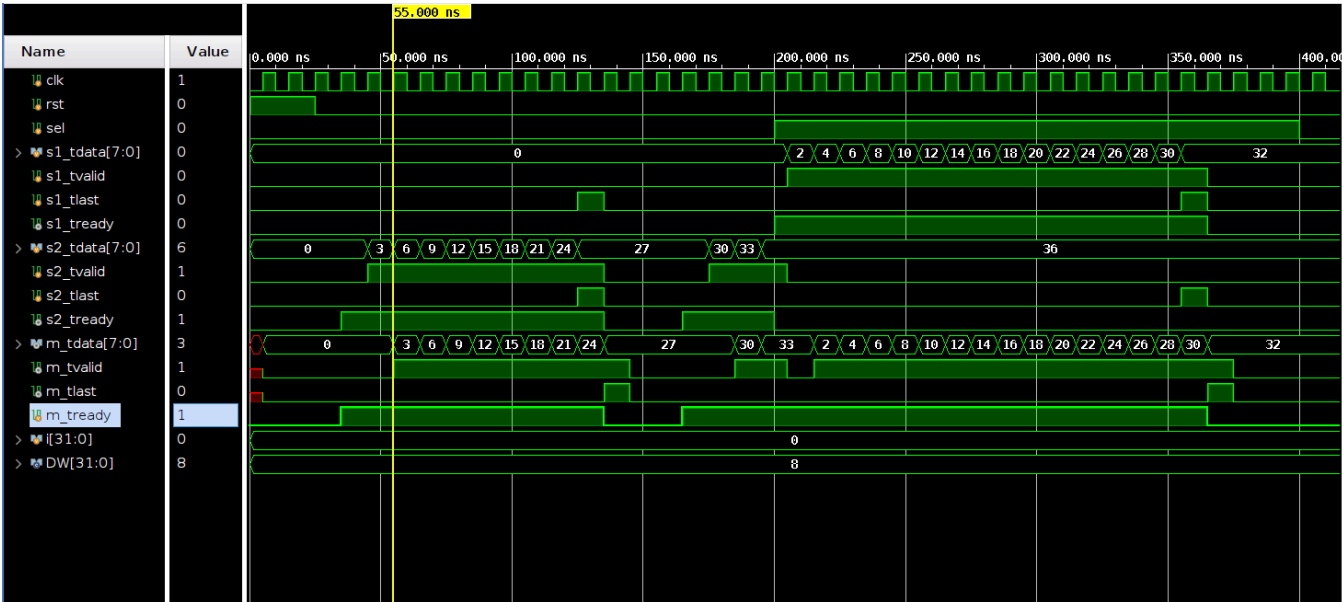 55.000 ns
Name Value
0.000 ns 50.000 ns 100.000 ns 150.000 ns 200.000 ns 250.000 ns 300.000 ns 350.000 ns 400.0
clk 1
rst 0
sel 0
s1_tdata[7:0] 0 0 2 4 6 8 10 12 14 16 18 20 22 24 26 28 30 32
s1_tvalid 0
s1_tlast 0
s1_tready 0
s2_tdata[7:0] 6 0 3 6 9 12 15 18 21 24 27 30 33 36
s2_tvalid 1
s2_tlast 0
s2_tready 1
m_tdata[7:0] 3 0 3 6 9 12 15 18 21 24 27 30 33 2 4 6 8 10 12 14 16 18 20 22 24 26 28 30 32
m_tvalid 1
m_tlast 0
m_tready 1
i[31:0] 0 0
DW[31:0] 8 8